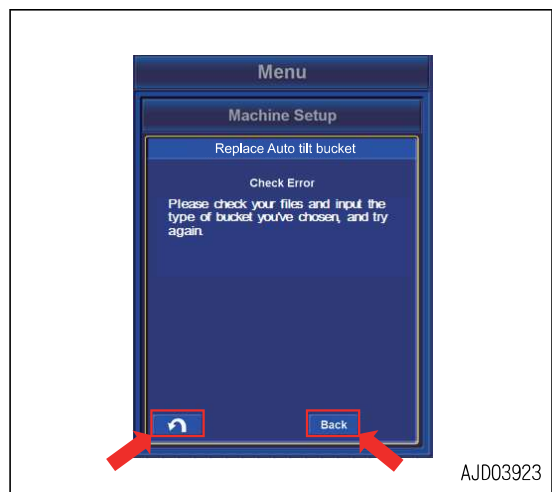 Menu
Machine Setup
Replace Auto tilt bucket
Check Error
Please check your files and input the
type of bucket you've chosen, and try
again.
Back
AJD03923